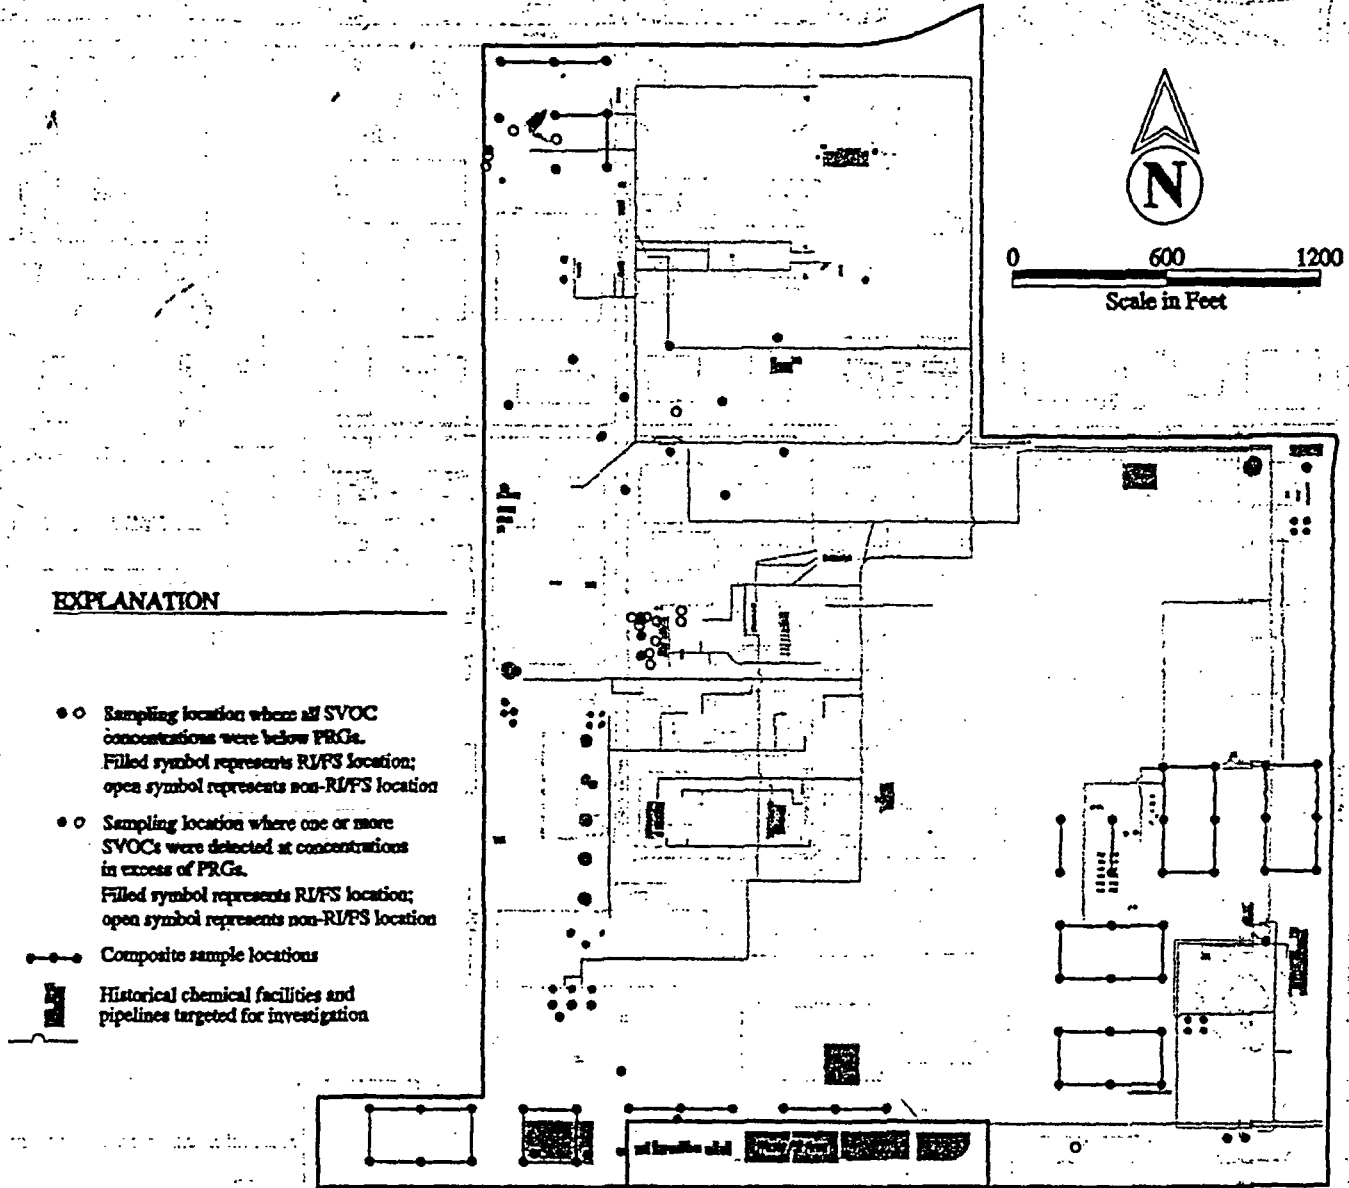 N
0 600 1200
Scale in Feet
EXPLANATION
Sampling location where all SVOC
concentrations were below PRGs.
Filled symbol represents RI/FS location;
open symbol represents non-RI/FS location
Sampling location where one or more
SVOCs were detected at concentrations
in excess of PRGs.
Filled symbol represents RI/FS location;
open symbol represents non-RI/FS location
Composite sample locations
Historical chemical facilities and
pipelines targeted for investigation